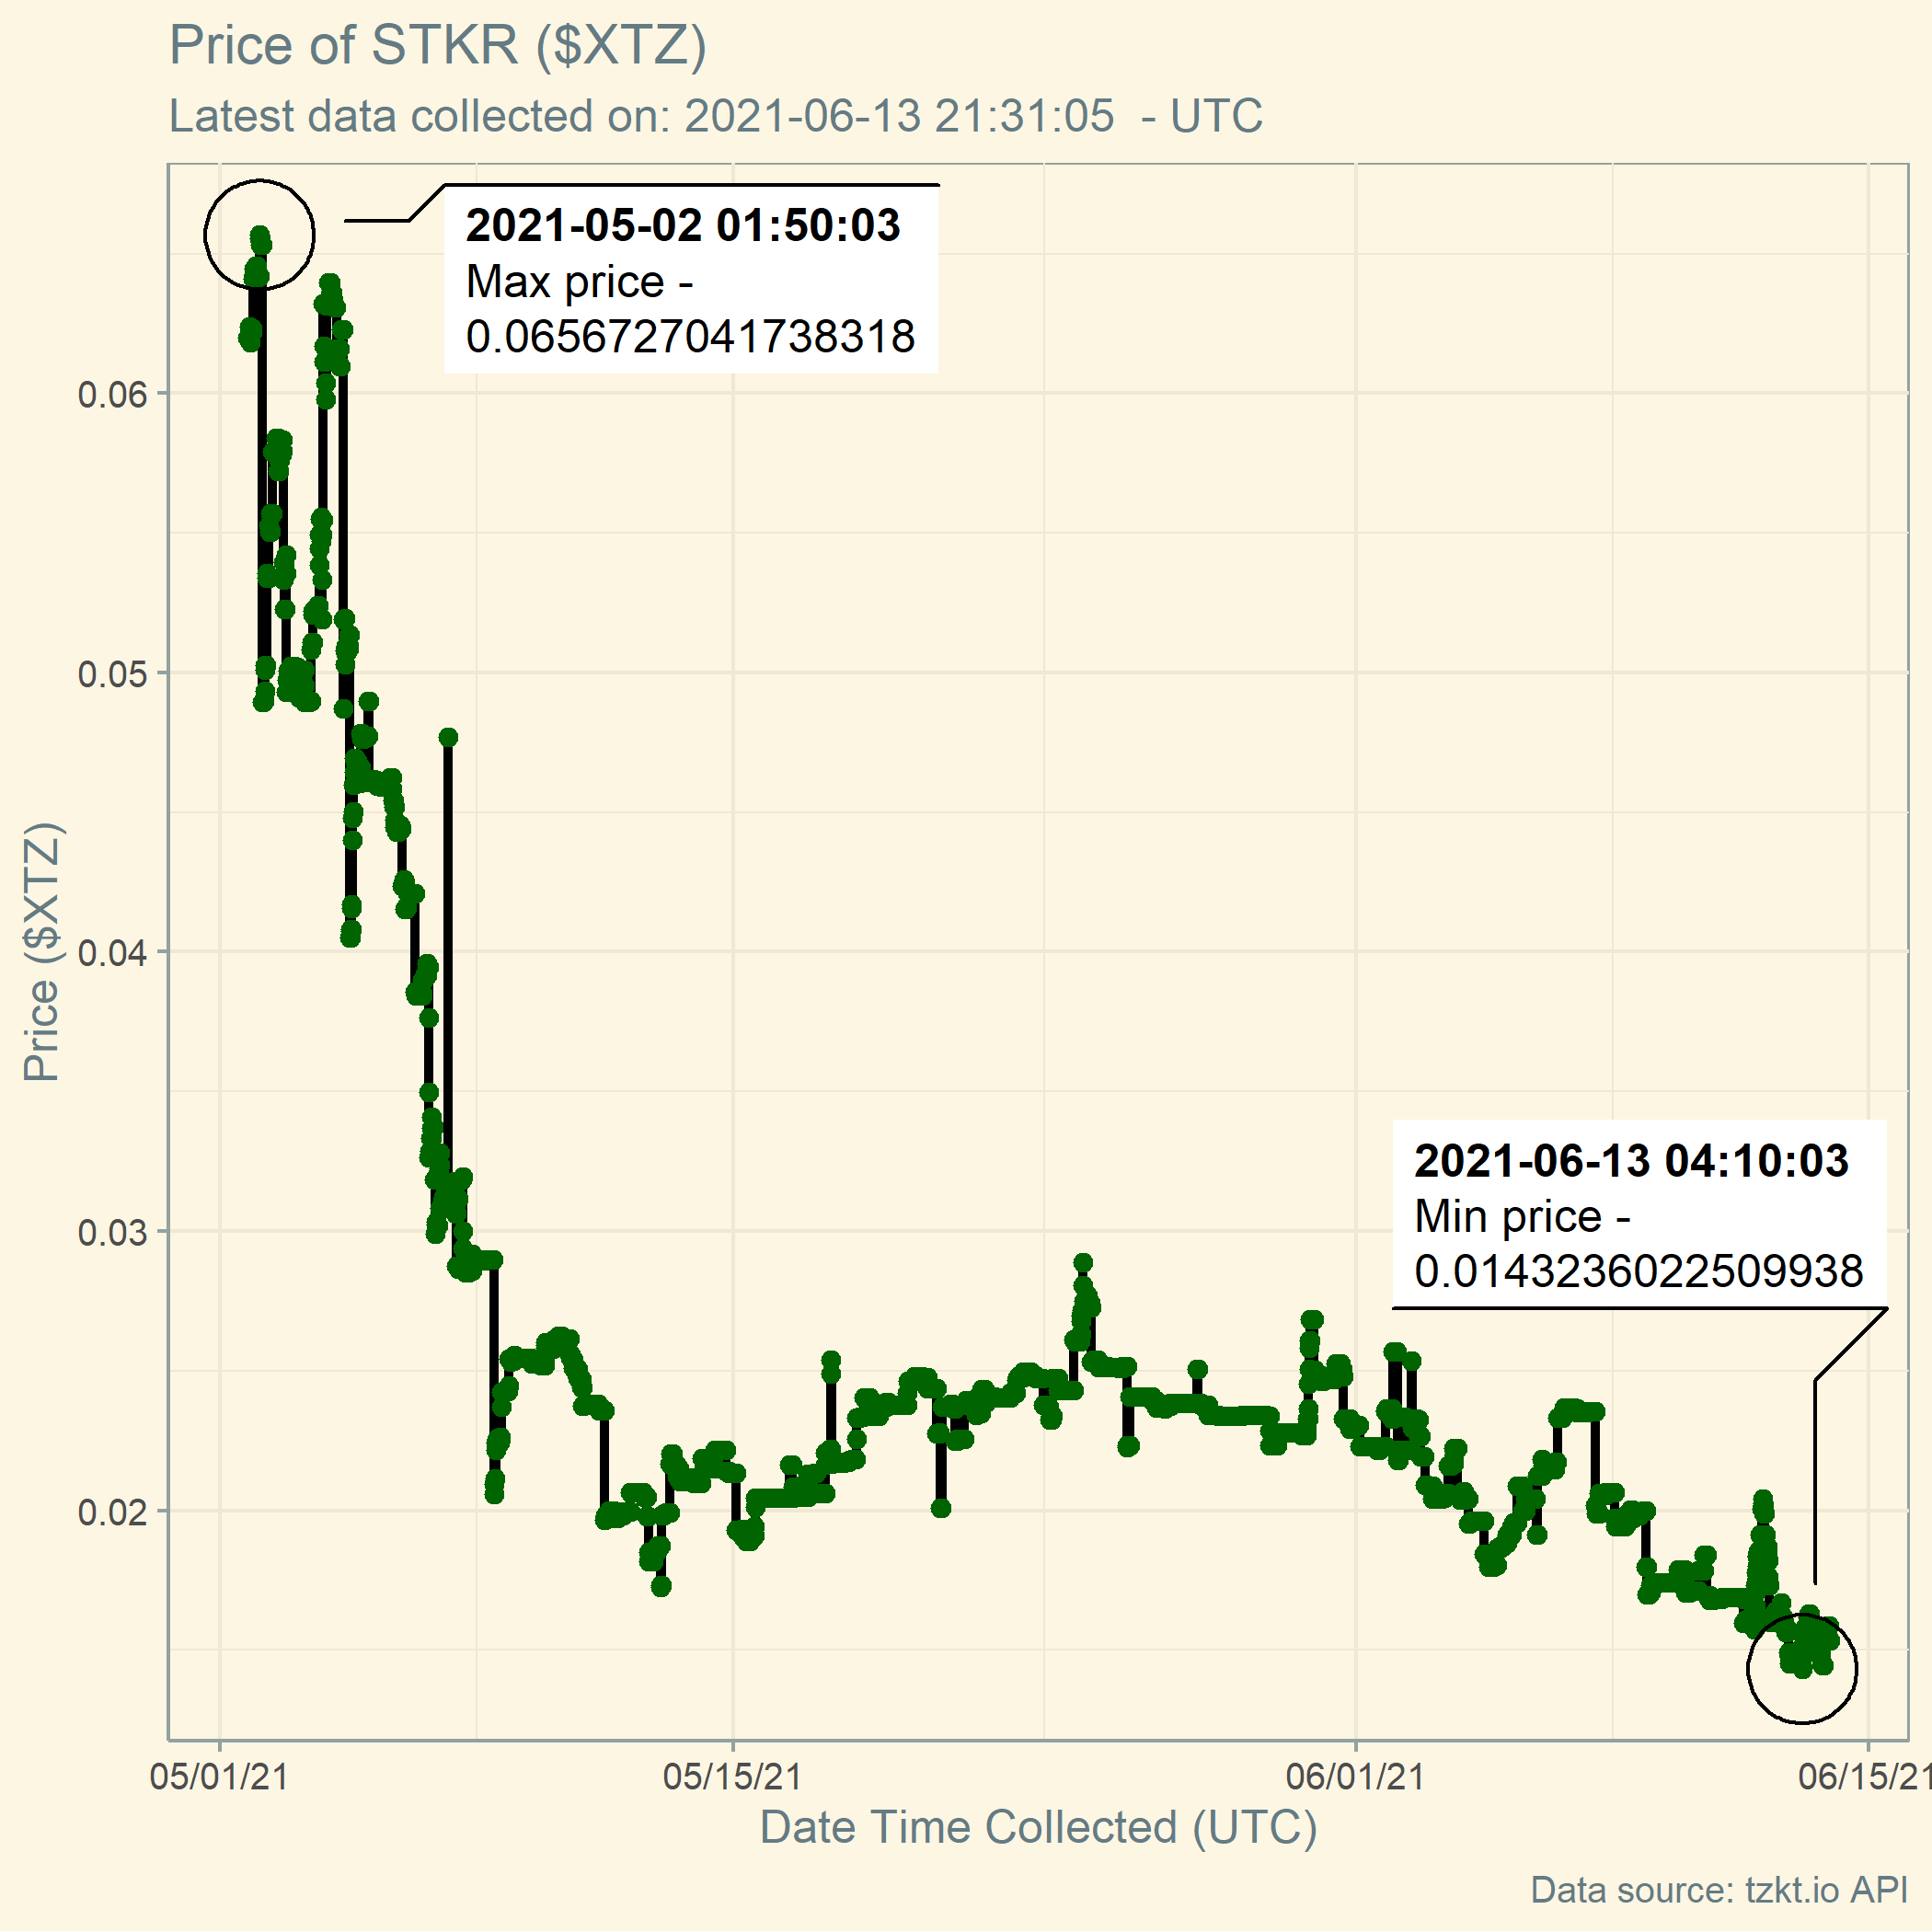 Price of STKR ($XTZ)
Latest data collected on: 2021-06-13 21:31:05  - UTC
2021-05-02 01:50:03
Max price -
0.0656727041738318
0.06
0.05
0.04
0.03
0.02
Price ($XTZ)
2021-06-13 04:10:03
Min price -
0.0143236022509938
05/01/21
05/15/21
06/01/21
06/15/21
Date Time Collected (UTC)
Data source: tzkt.io API